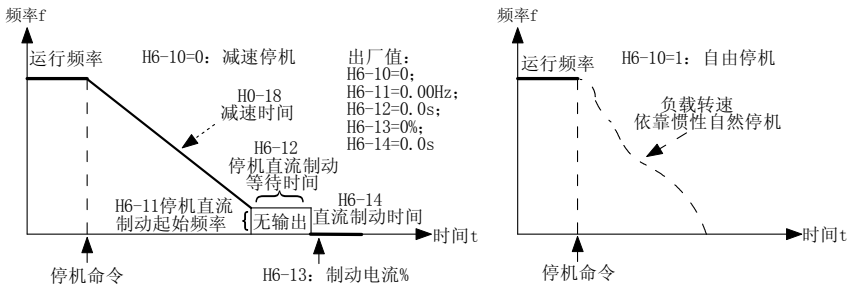 频率f
运行频率
H6-10=0：减速停机
H0-18
减速时间
出厂值：
H6-10=0；
H6-11=0.00Hz；
H6-12=0.0s；
H6-13=0%；
H6-14=0.0s
H6-12
停机直流制动
等待时间
H6-11停机直流
制动起始频率
无输出
H6-14
直流制动时间
时间t
停机命令
H6-13：制动电流%
频率f
运行频率
H6-10=1：自由停机
负载转速
依靠惯性自然停机
时间t
停机命令